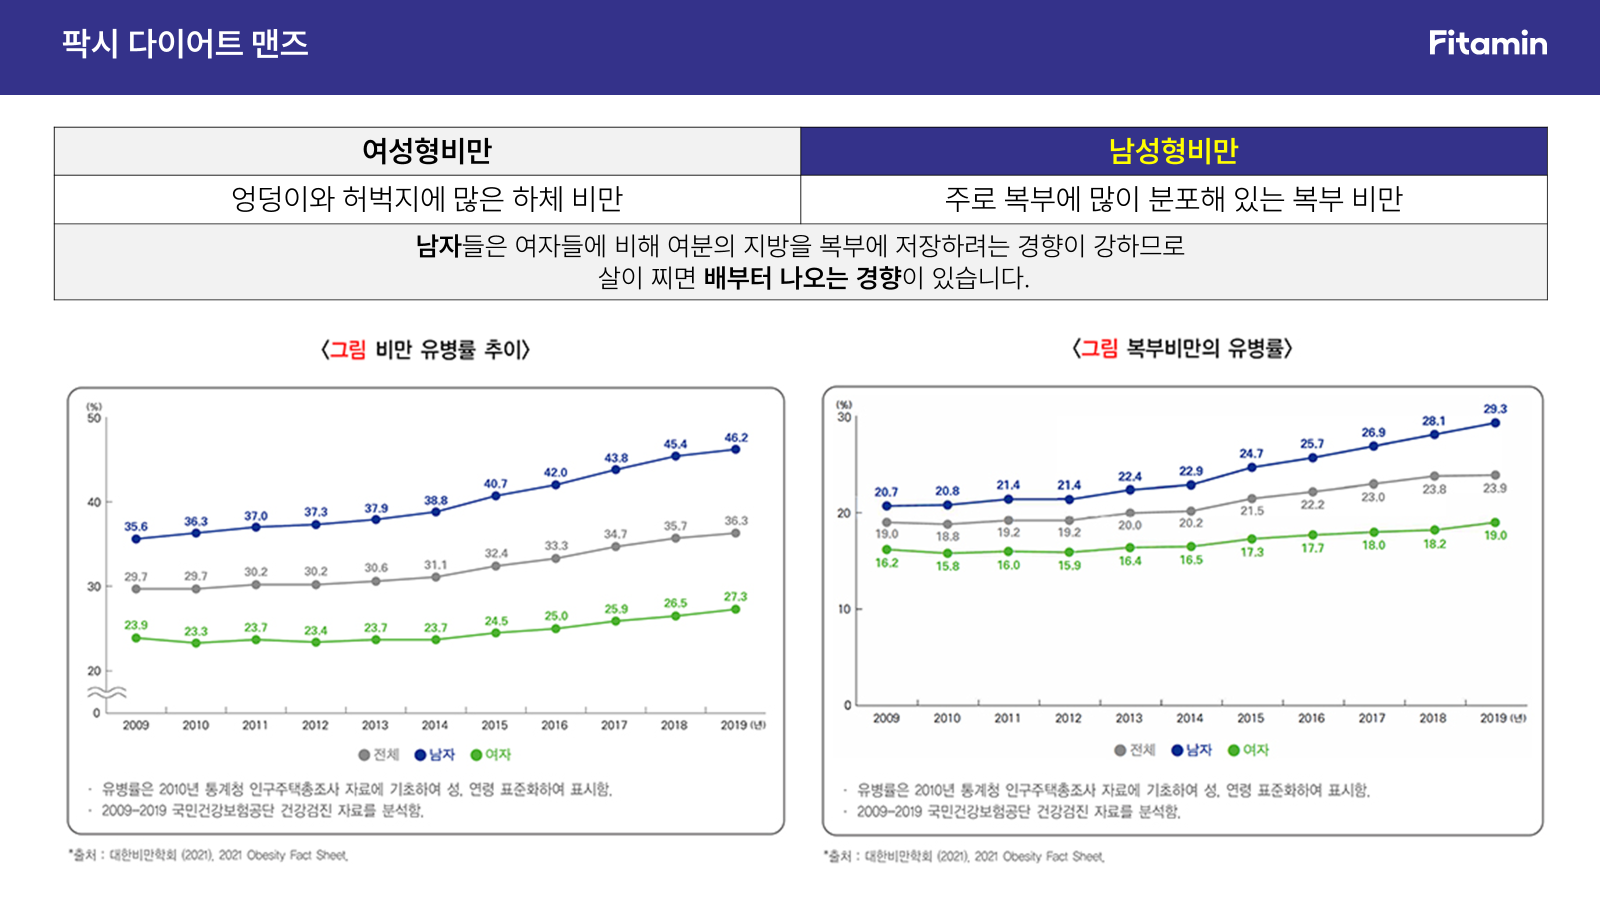 팍시 다이어트 맨즈
Fitamin
여성형비만
남성형비만
엉덩이와 허벅지에 많은 하체 비만
주로 복부에 많이 분포해 있는 복부 비만
남자들은 여자들에 비해 여분의 지방을 복부에 저장하려는 경향이 강하므로
살이 찌면 배부터 나오는 경향이 있습니다.
<그림 비만 유병률 추이>
(%)
50
40
30
20
0
35.6 36.3 37.0 37.3 37.9 38.8 40.7 42.0 43.8 45.4 46.2
29.7 29.7 30.2 30.2 30.6 31.1 32.4 33.3 34.7 35.7 36.3
23.9 23.3 23.7 23.4 23.7 23.7 24.5 25.0 25.9 26.5 27.3
2009 2010 2011 2012 2013 2014 2015 2016 2017 2018 2019 (년)
전체 남자 여자
· 유병률은 2010년 통계청 인구주택총조사 자료에 기초하여 성, 연령 표준화하여 표시함.
· 2009-2019 국민건강보험공단 건강검진 자료를 분석함.
*출처 : 대한비만학회 (2021). 2021 Obesity Fact Sheet.
<그림 복부비만의 유병률>
(%)
30
20
10
0
20.7 20.8 21.4 21.4 22.4 22.9 24.7 25.7 26.9 28.1 29.3
19.0 18.8 19.2 19.2 20.0 20.2 21.5 22.2 23.0 23.8 23.9
16.2 15.8 16.0 15.9 16.4 16.5 17.3 17.7 18.0 18.2 19.0
2009 2010 2011 2012 2013 2014 2015 2016 2017 2018 2019 (년)
전체 남자 여자
· 유병률은 2010년 통계청 인구주택총조사 자료에 기초하여 성, 연령 표준화하여 표시함.
· 2009-2019 국민건강보험공단 건강검진 자료를 분석함.
*출처 : 대한비만학회 (2021). 2021 Obesity Fact Sheet.